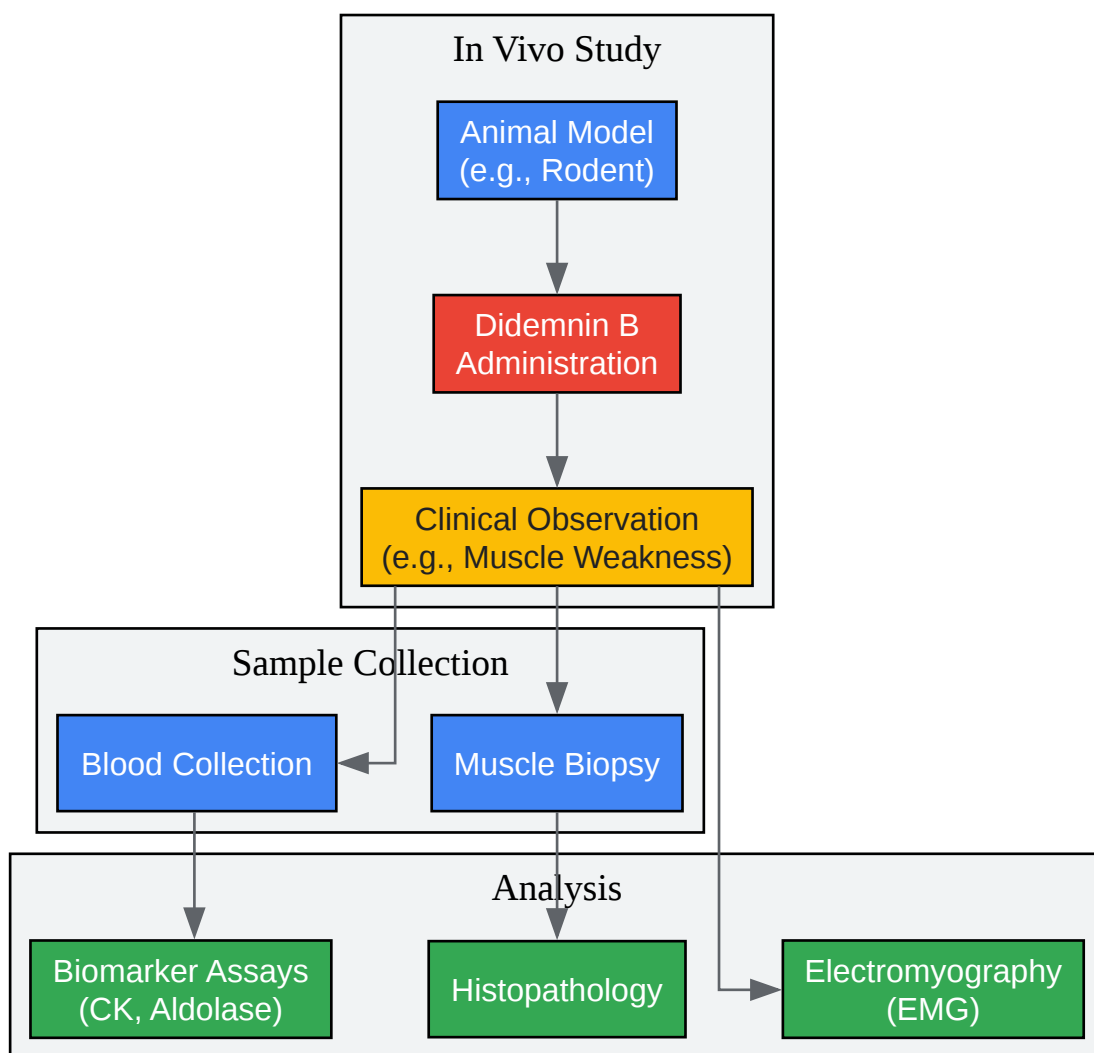 In Vivo Study
Animal Model
(e.g., Rodent)
Didemnin B
Administration
Clinical Observation
(e.g., Muscle Weakness)
Sample Collection
Blood Collection
Muscle Biopsy
Analysis
Biomarker Assays
(CK, Aldolase)
Histopathology
Electromyography
(EMG)